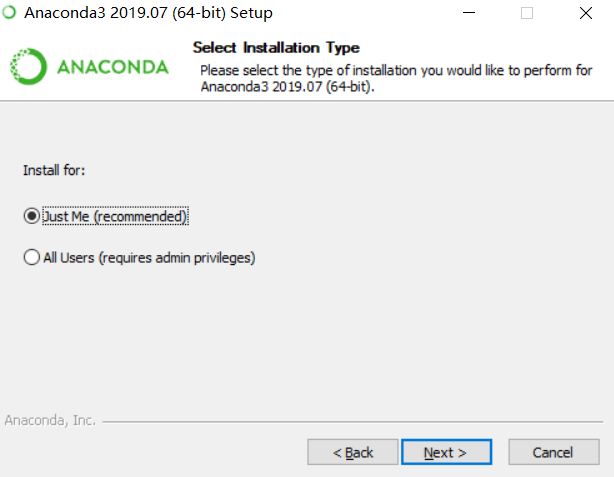 Anaconda3 2019.07 (64-bit) Setup
ANACONDA
Select Installation Type
Please select the type of installation you would like to perform for
Anaconda3 2019.07 (64-bit).
Install for:
Just Me (recommended)
All Users (requires admin privileges)
Anaconda, Inc.
< Back
Next >
Cancel